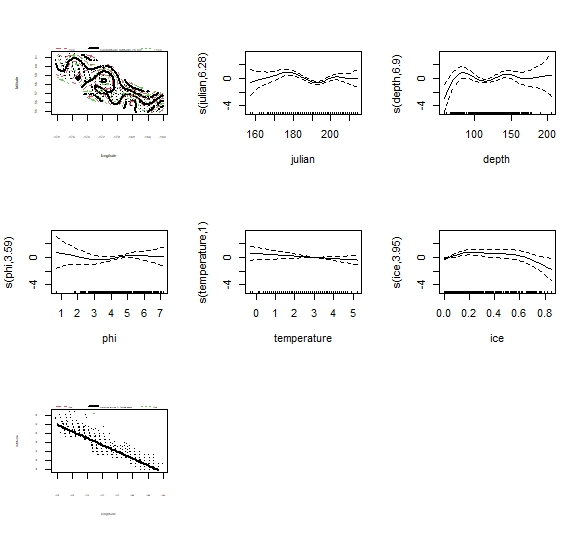 latitude
longitude
s(julian,6.28)
0
-4
160 180 200
julian
s(depth,6.9)
0
-4
100 150 200
depth
s(phi,3.59)
0
-4
1 2 3 4 5 6 7
phi
s(temperature,1)
0
-4
0 1 2 3 4 5
temperature
s(ice,3.95)
0
-4
0.0 0.2 0.4 0.6 0.8
ice
longitude